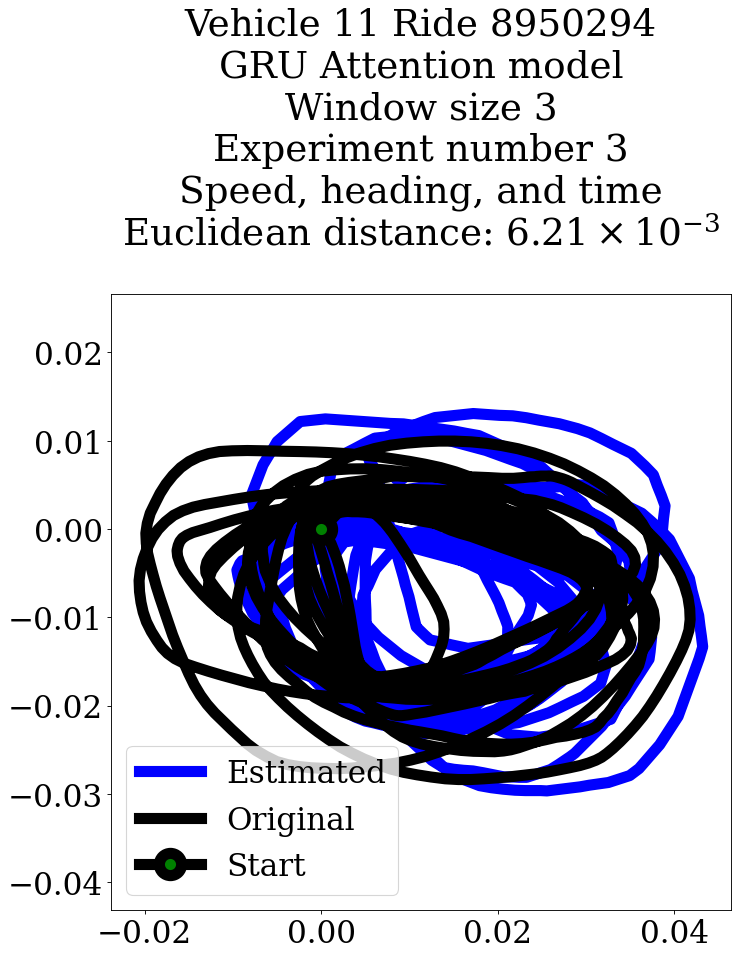 Vehicle 11 Ride 8950294
GRU Attention model
Window size 3
Experiment number 3
Speed, heading, and time
Euclidean distance: 6.21 × 10⁻³
0.02
0.01
0.00
−0.01
−0.02
−0.03
−0.04
Estimated
Original
Start
−0.02 0.00 0.02 0.04